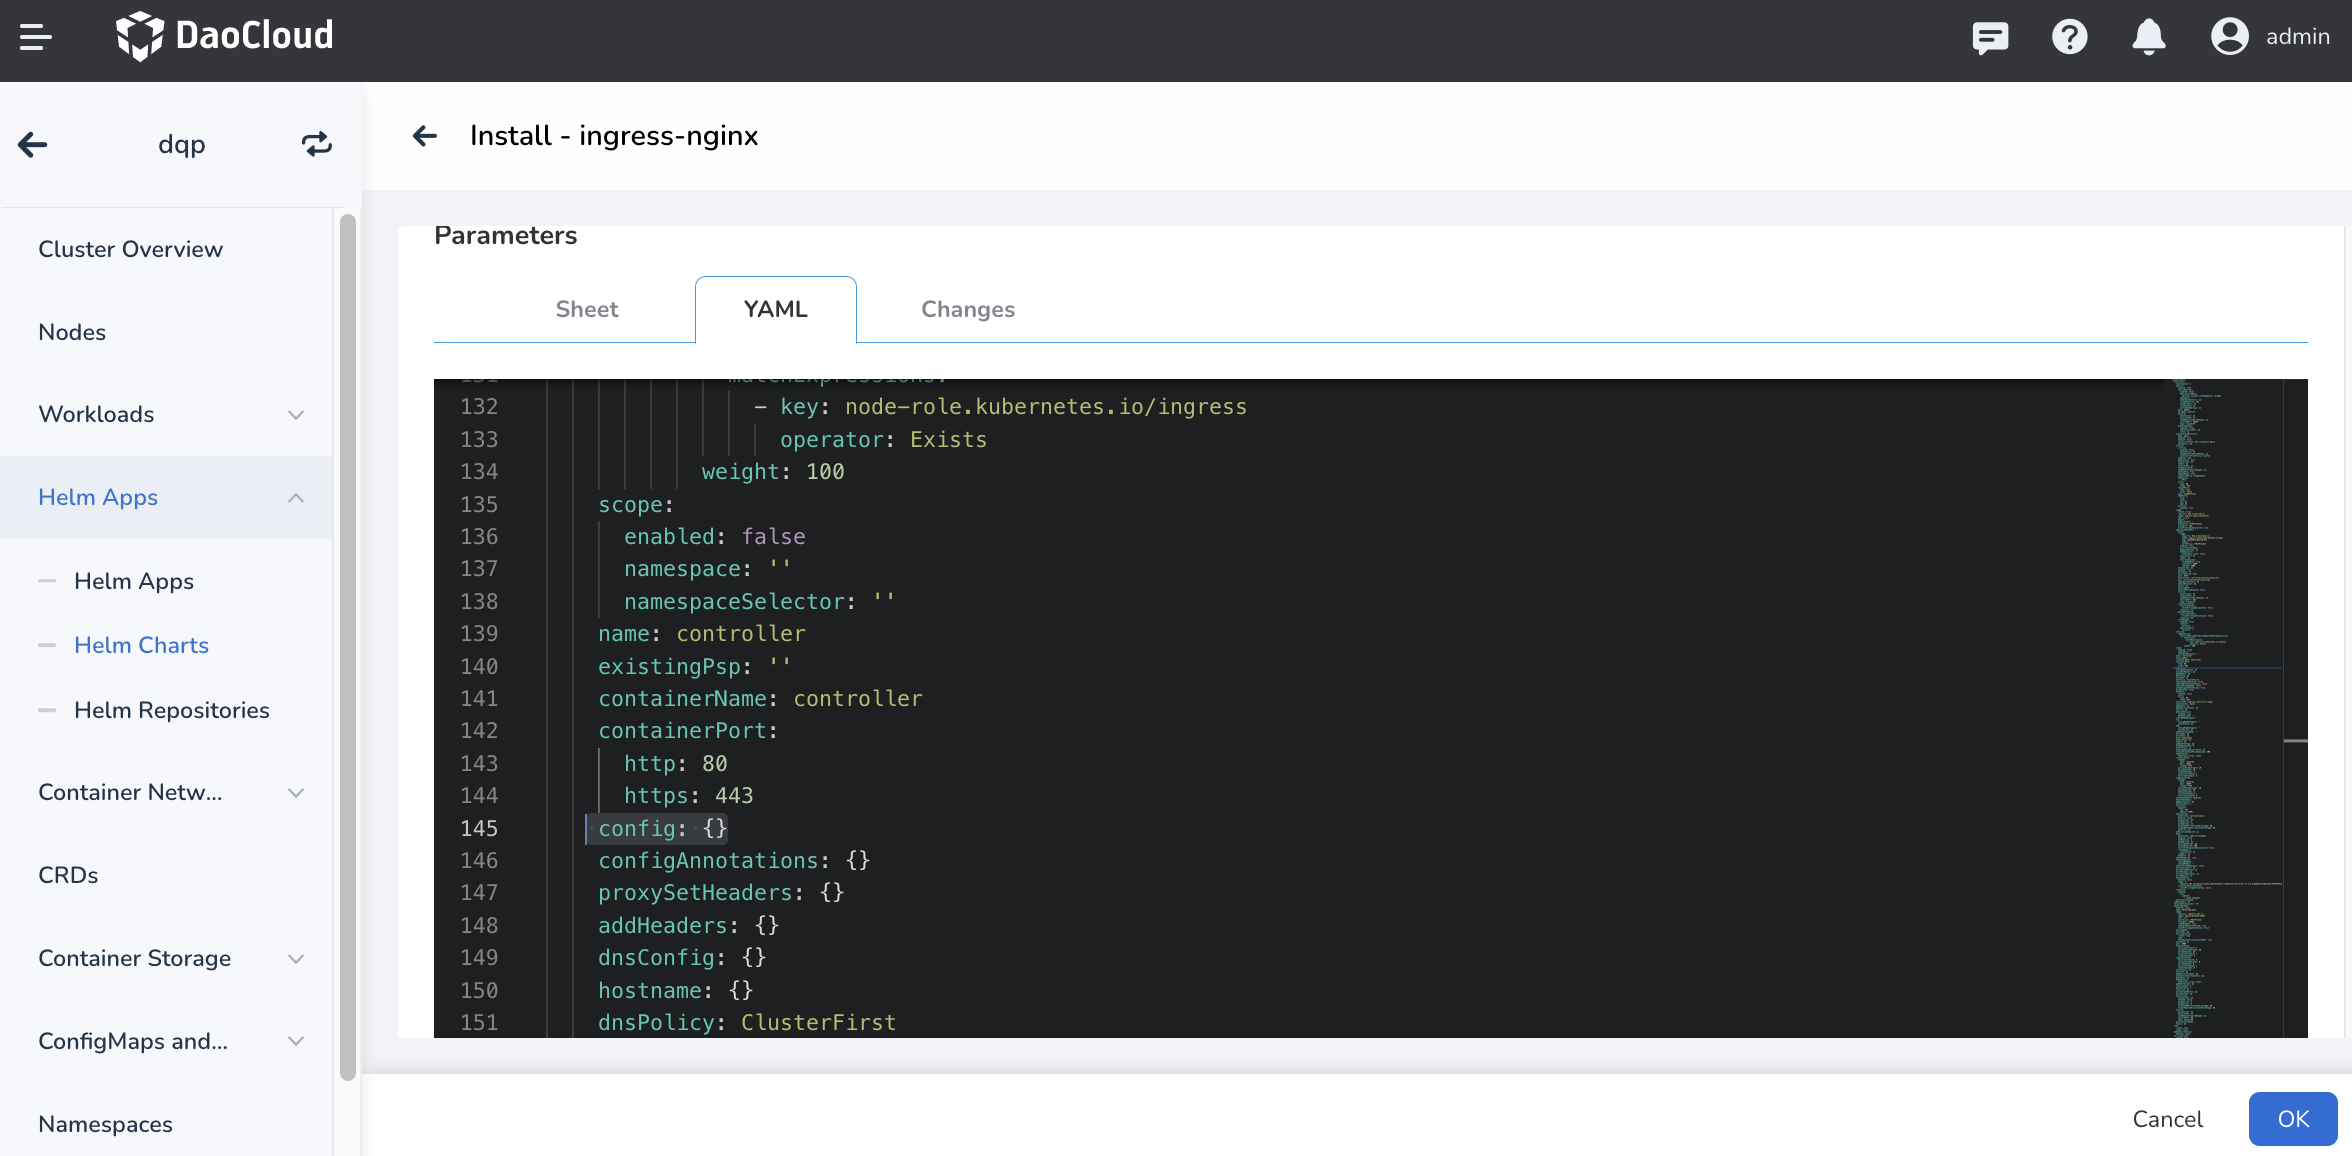 DaoCloud
admin
dqp
Install - ingress-nginx
Cluster Overview
Nodes
Workloads
Helm Apps
Helm Apps
Helm Charts
Helm Repositories
Container Netw...
CRDs
Container Storage
ConfigMaps and...
Namespaces
Parameters
Sheet
YAML
Changes
131 matchExpressions:
132 - key: node-role.kubernetes.io/ingress
133 operator: Exists
134 weight: 100
135 scope:
136 enabled: false
137 namespace: ''
138 namespaceSelector: ''
139 name: controller
140 existingPsp: ''
141 containerName: controller
142 containerPort:
143 http: 80
144 https: 443
145 config: {}
146 configAnnotations: {}
147 proxySetHeaders: {}
148 addHeaders: {}
149 dnsConfig: {}
150 hostname: {}
151 dnsPolicy: ClusterFirst
Cancel
OK